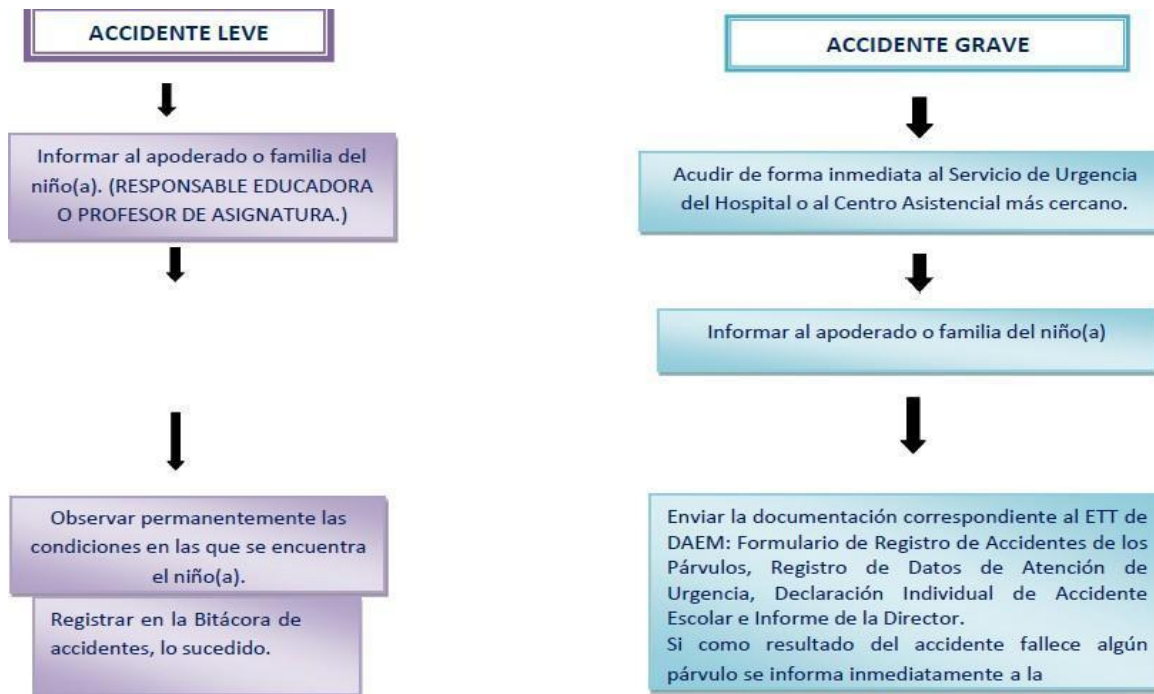 ACCIDENTE LEVE
Informar al apoderado o familia del
niño(a). (RESPONSABLE EDUCADORA
O PROFESOR DE ASIGNATURA.)
Observar permanentemente las
condiciones en las que se encuentra
el niño(a).
Registrar en la Bitácora de
accidentes, lo sucedido.
ACCIDENTE GRAVE
Acudir de forma inmediata al Servicio de Urgencia
del Hospital o al Centro Asistencial más cercano.
Informar al apoderado o familia del niño(a)
Enviar la documentación correspondiente al ETT de
DAEM: Formulario de Registro de Accidentes de los
Párvulos, Registro de Datos de Atención de
Urgencia, Declaración Individual de Accidente
Escolar e Informe de la Director.
Si como resultado del accidente fallece algún
párvulo se informa inmediatamente a la